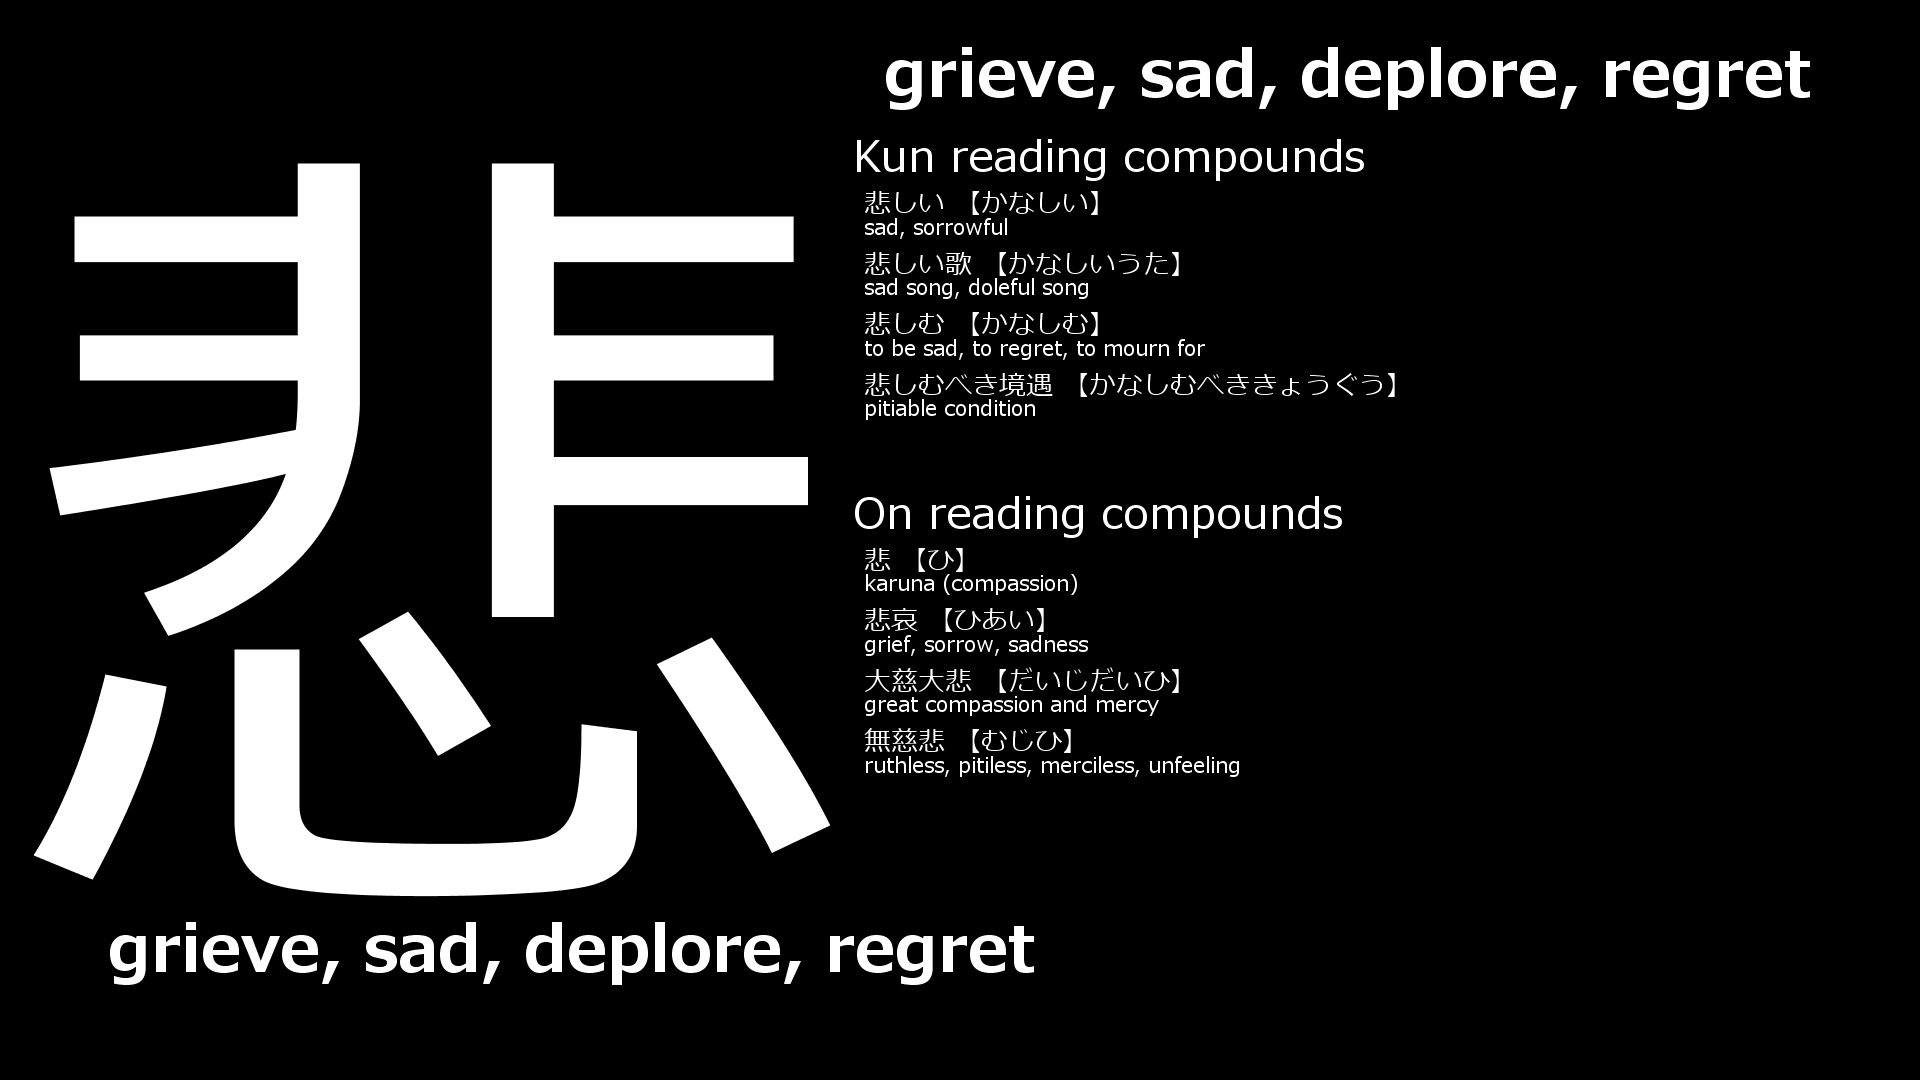 悲
grieve, sad, deplore, regret
grieve, sad, deplore, regret
Kun reading compounds
悲しい 【かなしい】
sad, sorrowful
悲しい歌 【かなしいうた】
sad song, doleful song
悲しむ 【かなしむ】
to be sad, to regret, to mourn for
悲しむべき境遇 【かなしむべききょうぐう】
pitiable condition
On reading compounds
悲 【ひ】
karuna (compassion)
悲哀 【ひあい】
grief, sorrow, sadness
大慈大悲 【だいじだいひ】
great compassion and mercy
無慈悲 【むじひ】
ruthless, pitiless, merciless, unfeeling